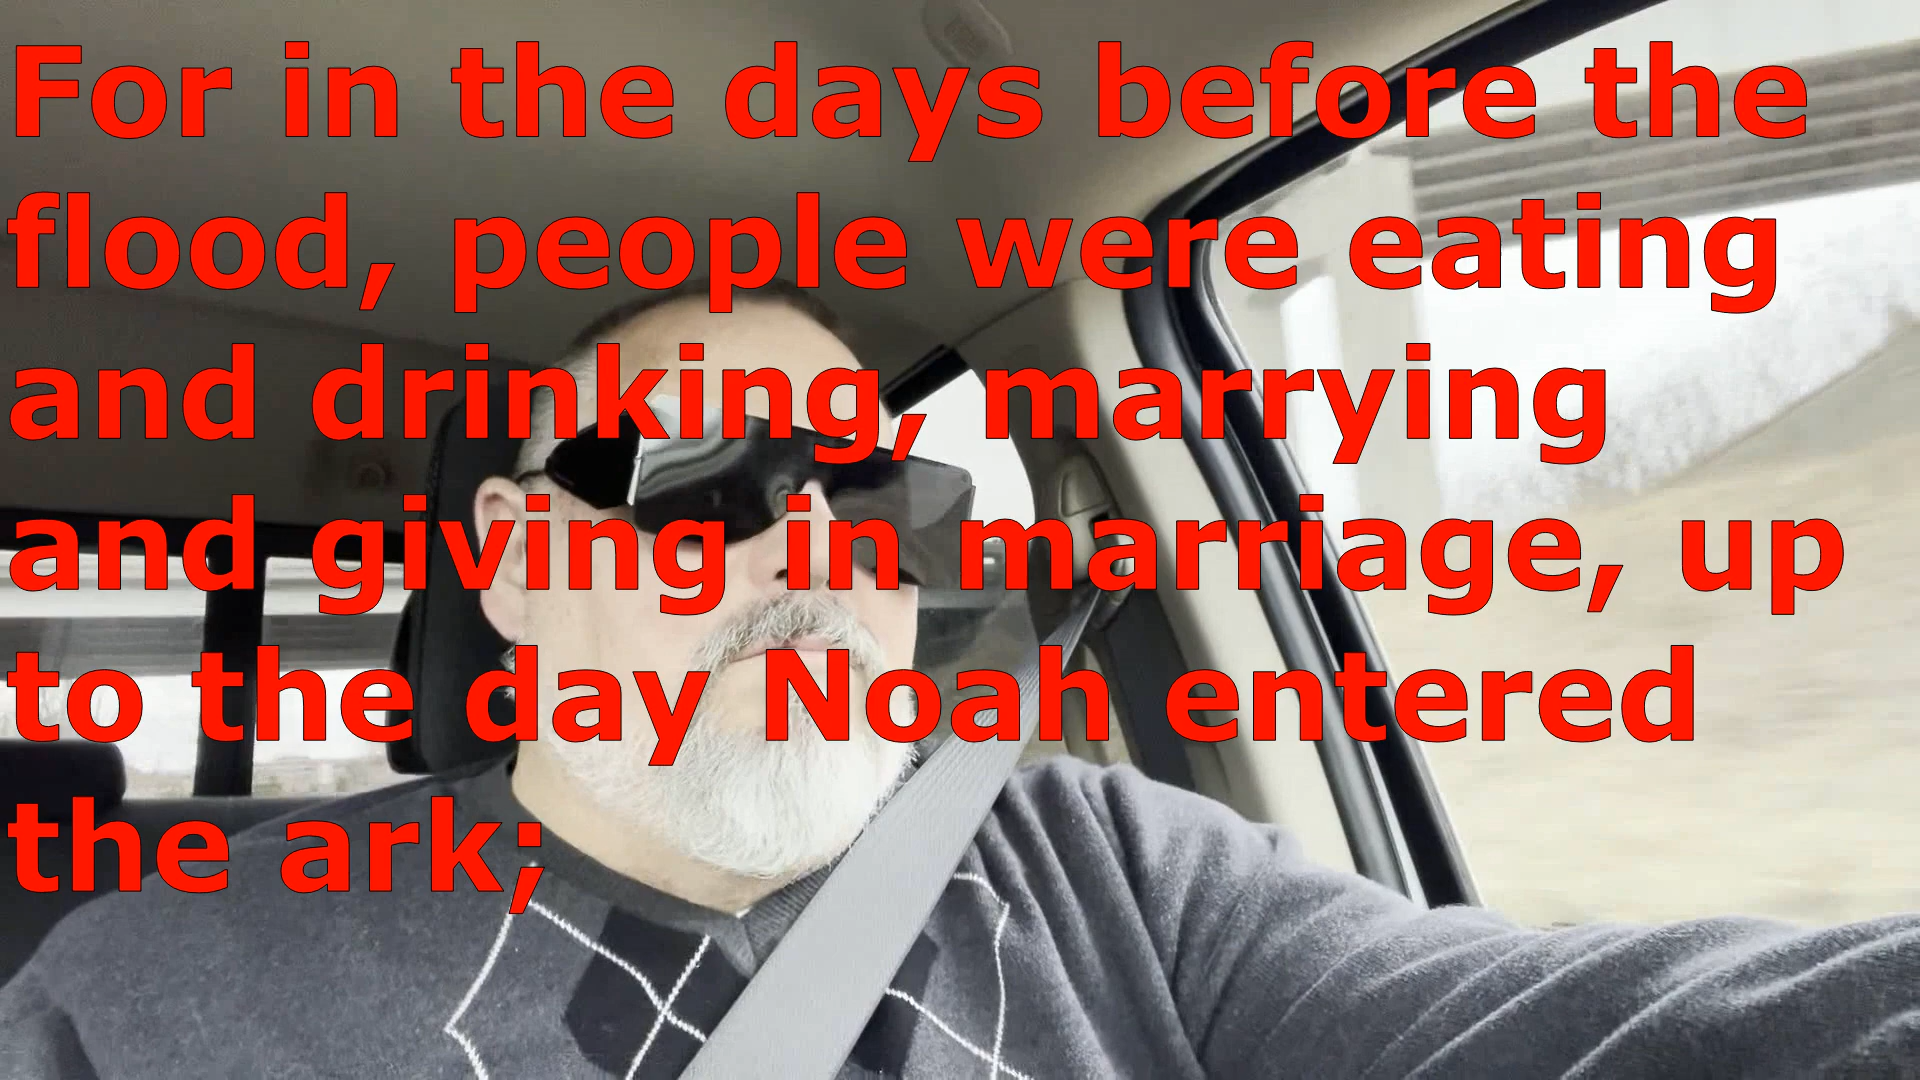 For in the days before the
flood, people were eating
and drinking, marrying
and giving in marriage, up
to the day Noah entered
the ark;